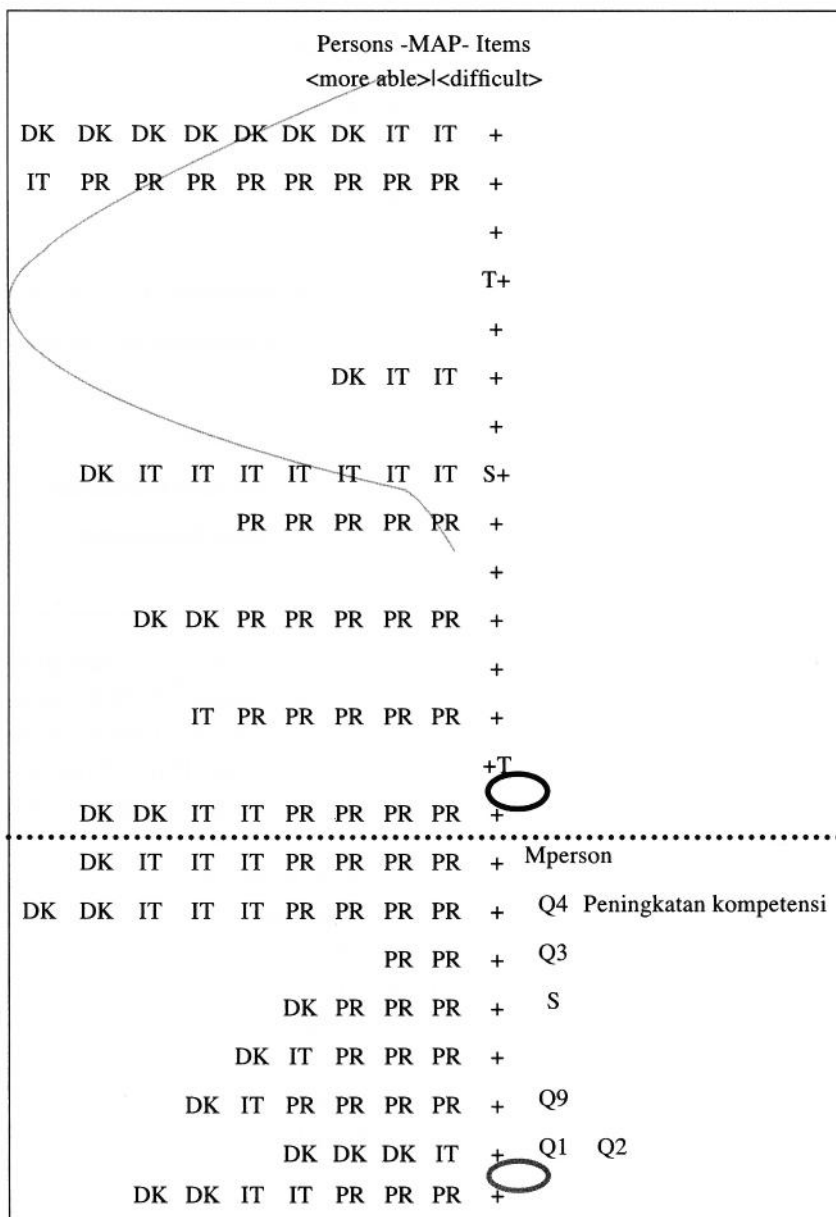 Persons -MAP- Items
<more able>|<difficult>
DK DK DK DK DK DK DK IT IT +
IT PR PR PR PR PR PR PR PR +
+
T+
+
DK IT IT +
+
DK IT IT IT IT IT IT IT S+
PR PR PR PR PR +
+
DK DK PR PR PR PR PR +
+
IT PR PR PR PR PR +
+T
DK DK IT IT PR PR PR PR +
DK IT IT IT PR PR PR PR + Mperson
DK DK IT IT IT PR PR PR PR + Q4 Peningkatan kompetensi
PR PR + Q3
DK PR PR PR + S
DK IT PR PR PR +
DK IT PR PR PR PR + Q9
DK DK DK IT + Q1 Q2
DK DK IT IT PR PR PR +